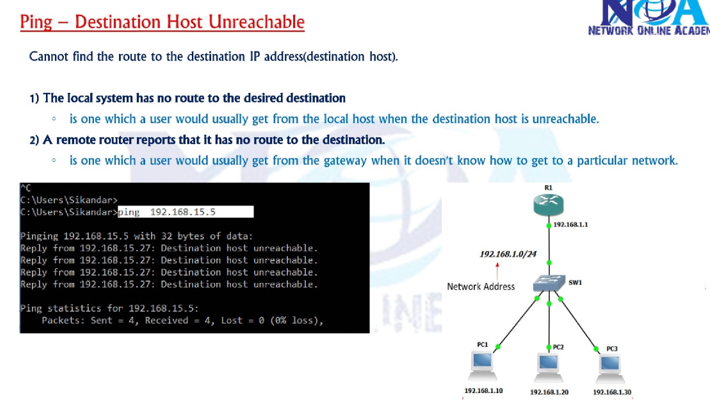 Ping – Destination Host Unreachable
NOA
NETWORK ONLINE ACADEM
Cannot find the route to the destination IP address(destination host).
1) The local system has no route to the desired destination
◦ is one which a user would usually get from the local host when the destination host is unreachable.
2) A remote router reports that it has no route to the destination.
◦ is one which a user would usually get from the gateway when it doesn't know how to get to a particular network.
^C
C:\Users\Sikandar>
C:\Users\Sikandar>ping 192.168.15.5
Pinging 192.168.15.5 with 32 bytes of data:
Reply from 192.168.15.27: Destination host unreachable.
Reply from 192.168.15.27: Destination host unreachable.
Reply from 192.168.15.27: Destination host unreachable.
Reply from 192.168.15.27: Destination host unreachable.
Ping statistics for 192.168.15.5:
Packets: Sent = 4, Received = 4, Lost = 0 (0% loss),
R1
192.168.1.1
192.168.1.0/24
Network Address
SW1
PC1
PC2
PC3
192.168.1.10
192.168.1.20
192.168.1.30